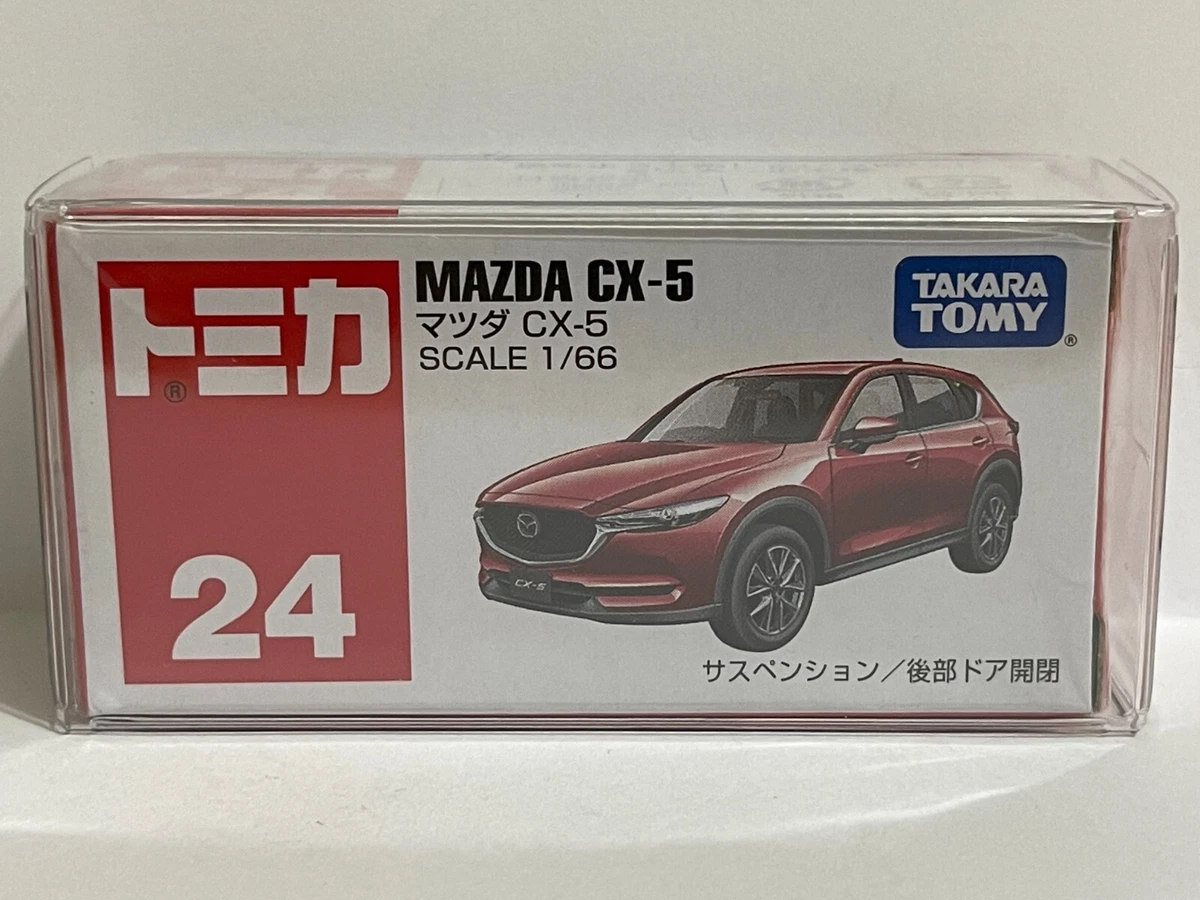 トミカ
®
24
MAZDA CX-5
マツダ CX-5
SCALE 1/66
TAKARA
TOMY
®
CX-5
サスペンション/後部ドア開閉